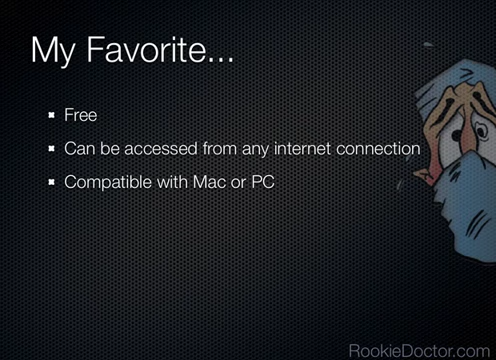 My Favorite...
Free
Can be accessed from any internet connection
Compatible with Mac or PC
RookieDoctor.com